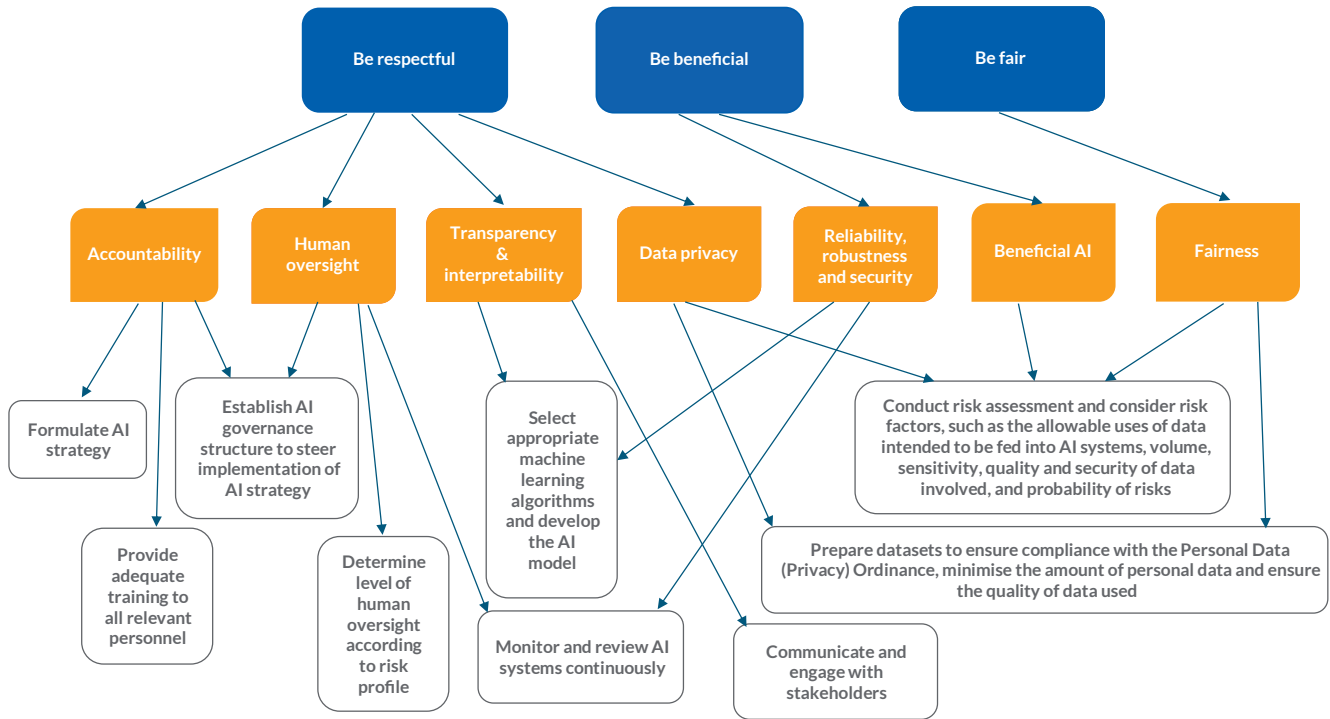 Be respectful
Be beneficial
Be fair
Accountability
Human
oversight
Transparency
&
interpretability
Data privacy
Reliability,
robustness
and security
Beneficial AI
Fairness
Formulate AI
strategy
Establish AI
governance
structure to steer
implementation of
AI strategy
Select
appropriate
machine
learning
algorithms
and develop
the AI
model
Conduct risk assessment and consider risk
factors, such as the allowable uses of data
intended to be fed into AI systems, volume,
sensitivity, quality and security of data
involved, and probability of risks
Provide
adequate
training to
all relevant
personnel
Determine
level of
human
oversight
according
to risk
profile
Prepare datasets to ensure compliance with the Personal Data
(Privacy) Ordinance, minimise the amount of personal data and ensure
the quality of data used
Monitor and review AI
systems continuously
Communicate and
engage with
stakeholders